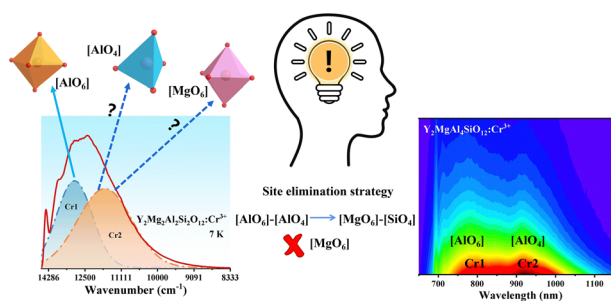 [AlO₆]
[AlO₄]
[MgO₆]
?
?
!
Cr1
Cr2
Y₂Mg₂Al₂Si₂O₁₂:Cr³⁺
7 K
14286 12500 11111 10000 9091 8333
Wavenumber (cm⁻¹)
Site elimination strategy
[AlO₆]-[AlO₄] [MgO₆]-[SiO₄]
[MgO₆]
Y₂MgAl₄SiO₁₂:Cr³⁺
[AlO₆] [AlO₄]
Cr1 Cr2
700 800 900 1000 1100
Wavelength (nm)